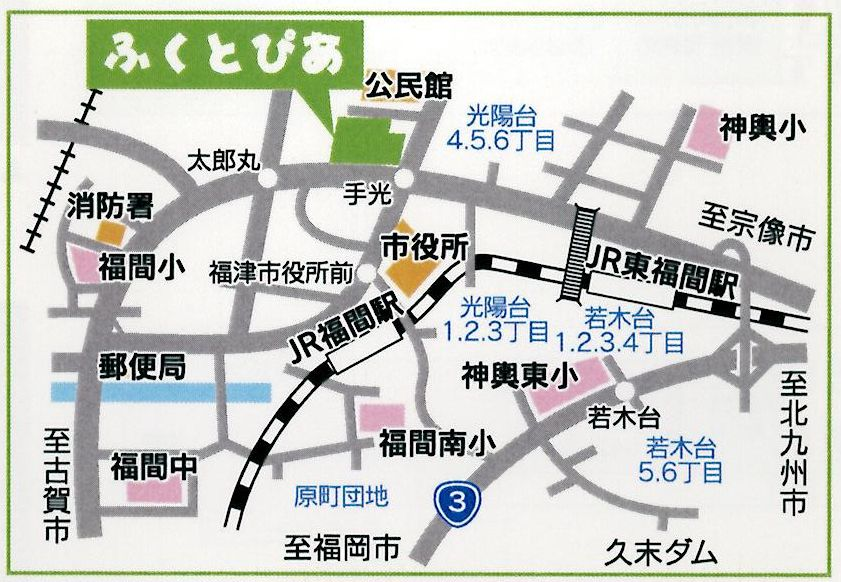 ふくとぴあ
公民館
光陽台
4.5.6丁目
神興小
太郎丸
手光
消防署
福間小
福津市役所前
市役所
至宗像市
JR東福間駅
JR福間駅
光陽台
1.2.3丁目
若木台
1.2.3.4丁目
郵便局
神興東小
若木台
至北九州市
福間南小
若木台
5.6丁目
至古賀市
福間中
原町団地
3
至福岡市
久末ダム